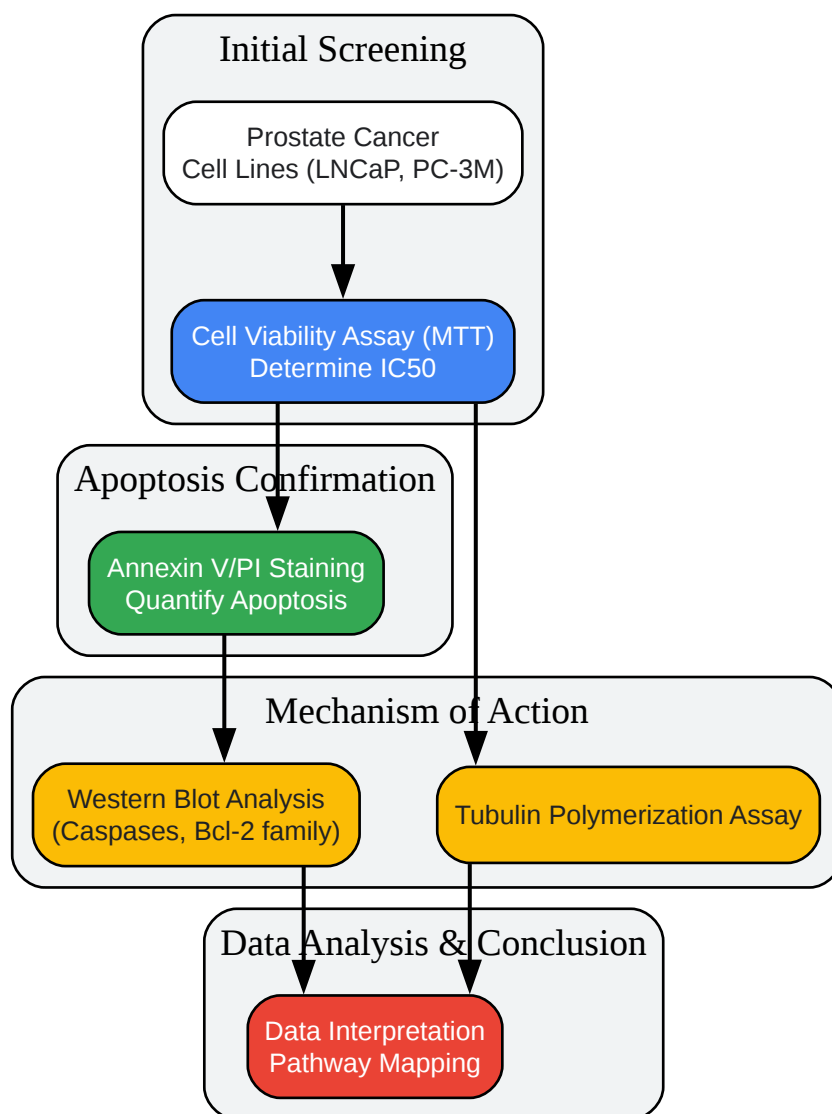 Initial Screening
Prostate Cancer
Cell Lines (LNCaP, PC-3M)
Cell Viability Assay (MTT)
Determine IC50
Apoptosis Confirmation
Annexin V/PI Staining
Quantify Apoptosis
Mechanism of Action
Western Blot Analysis
(Caspases, Bcl-2 family)
Tubulin Polymerization Assay
Data Analysis & Conclusion
Data Interpretation
Pathway Mapping